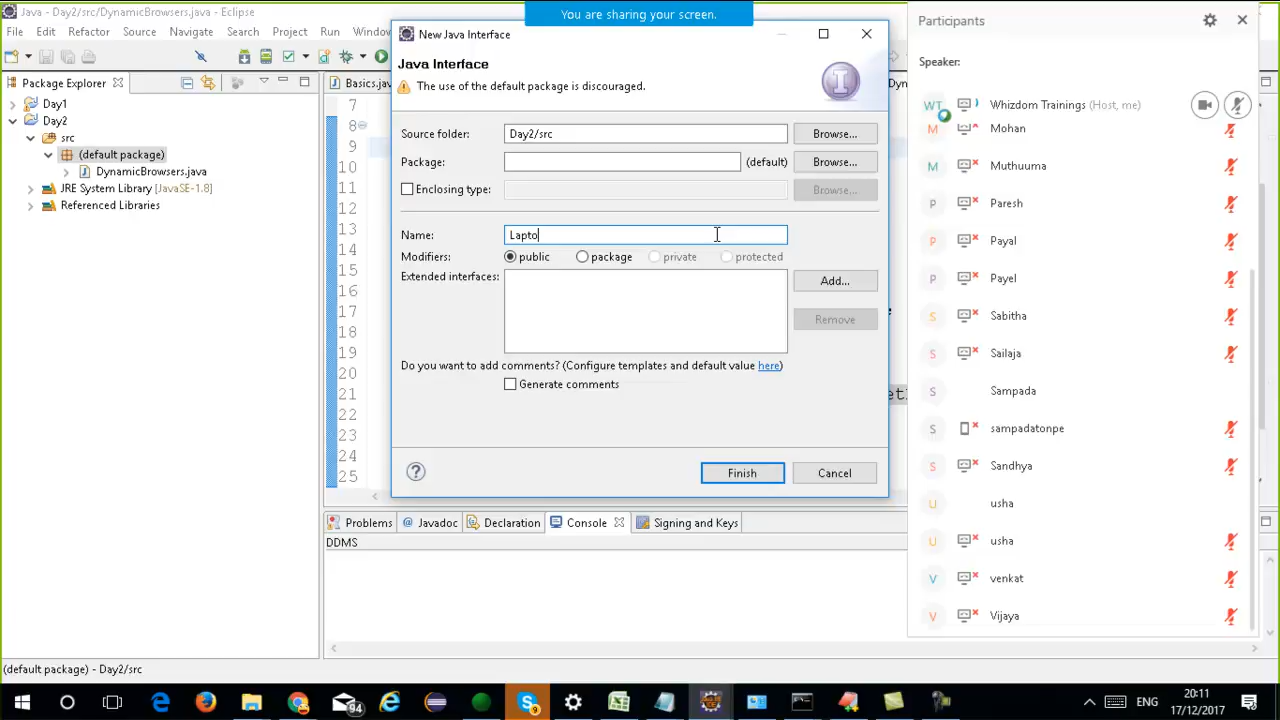 You are sharing your screen.
Java - Day2/src/DynamicBrowsers.java - Eclipse
File Edit Refactor Source Navigate Search Project Run Window
Package Explorer
Day1
Day2
src
(default package)
DynamicBrowsers.java
JRE System Library [JavaSE-1.8]
Referenced Libraries
Basics.jav
7
8
9
10
11
12
13
14
15
16
17
18
19
20
21
22
23
24
25
New Java Interface
Java Interface
The use of the default package is discouraged.
Source folder: Day2/src Browse...
Package: (default) Browse...
Enclosing type: Browse...
Name: Lapto
Modifiers: public package private protected
Extended interfaces: Add...
Remove
Do you want to add comments? (Configure templates and default value here)
Generate comments
? Finish Cancel
Problems @ Javadoc Declaration Console Signing and Keys
DDMS
Participants
Speaker:
WT Whizdom Trainings (Host, me)
M Mohan
M Muthuuma
P Paresh
P Payal
P Payel
S Sabitha
S Sailaja
S Sampada
S sampadatonpe
S Sandhya
U usha
U usha
V venkat
V Vijaya
(default package) - Day2/src
94
9
ENG
20:11
17/12/2017